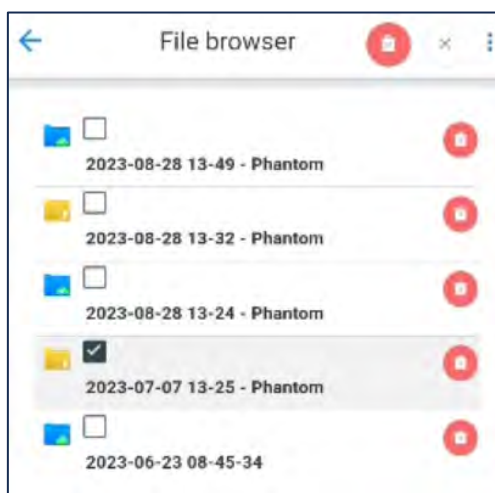 File browser
2023-08-28 13-49 - Phantom
2023-08-28 13-32 - Phantom
2023-08-28 13-24 - Phantom
2023-07-07 13-25 - Phantom
2023-06-23 08-45-34